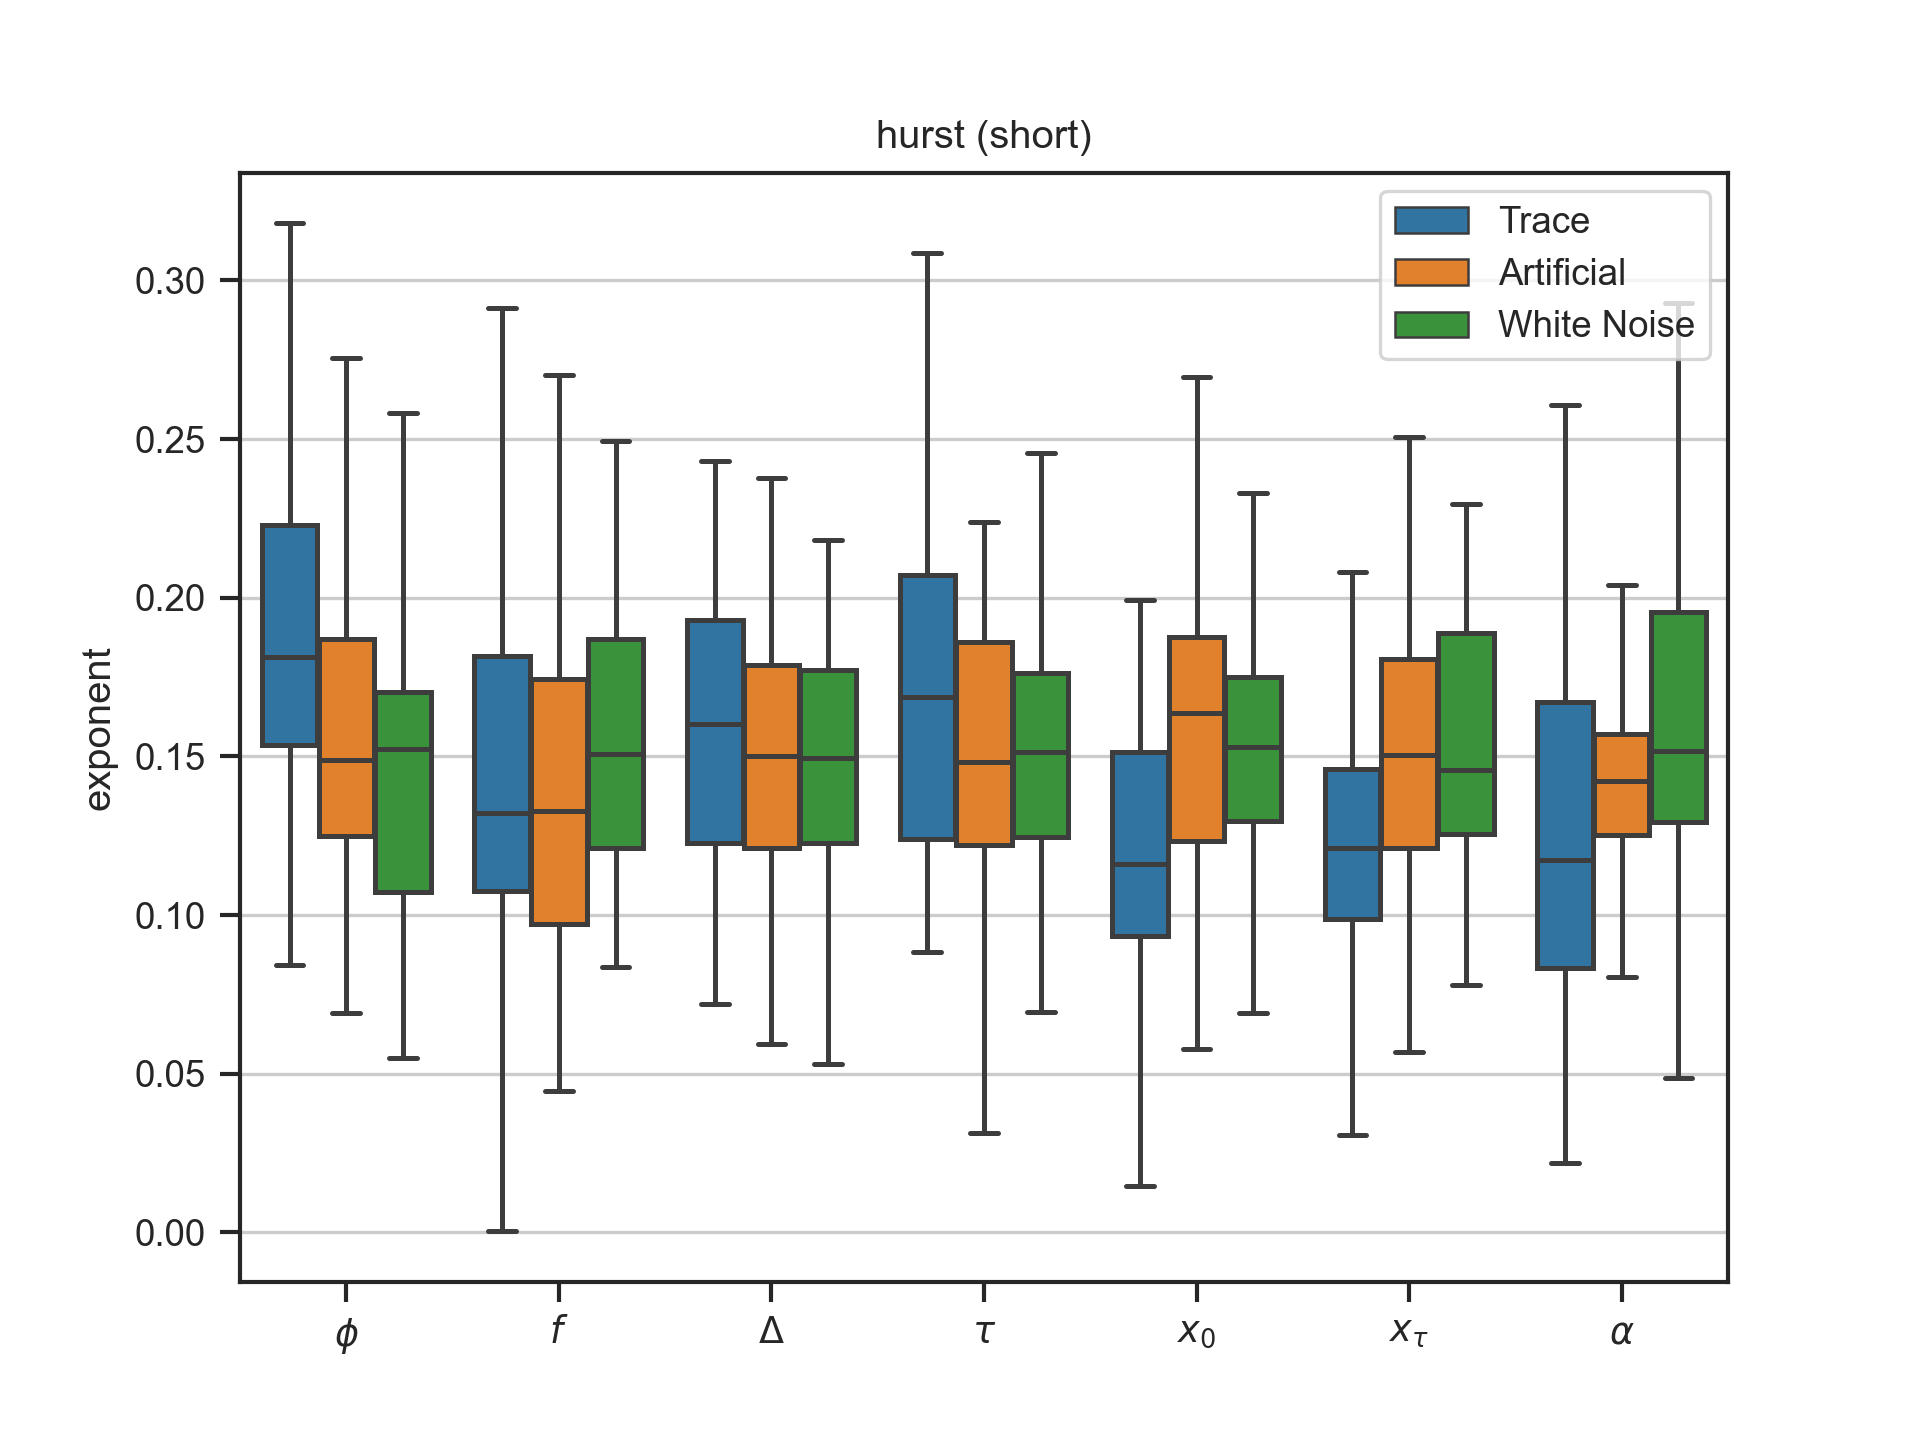 hurst (short)
Trace
Artificial
White Noise
exponent
0.30
0.25
0.20
0.15
0.10
0.05
0.00
ϕ f Δ τ x₀ x_τ α